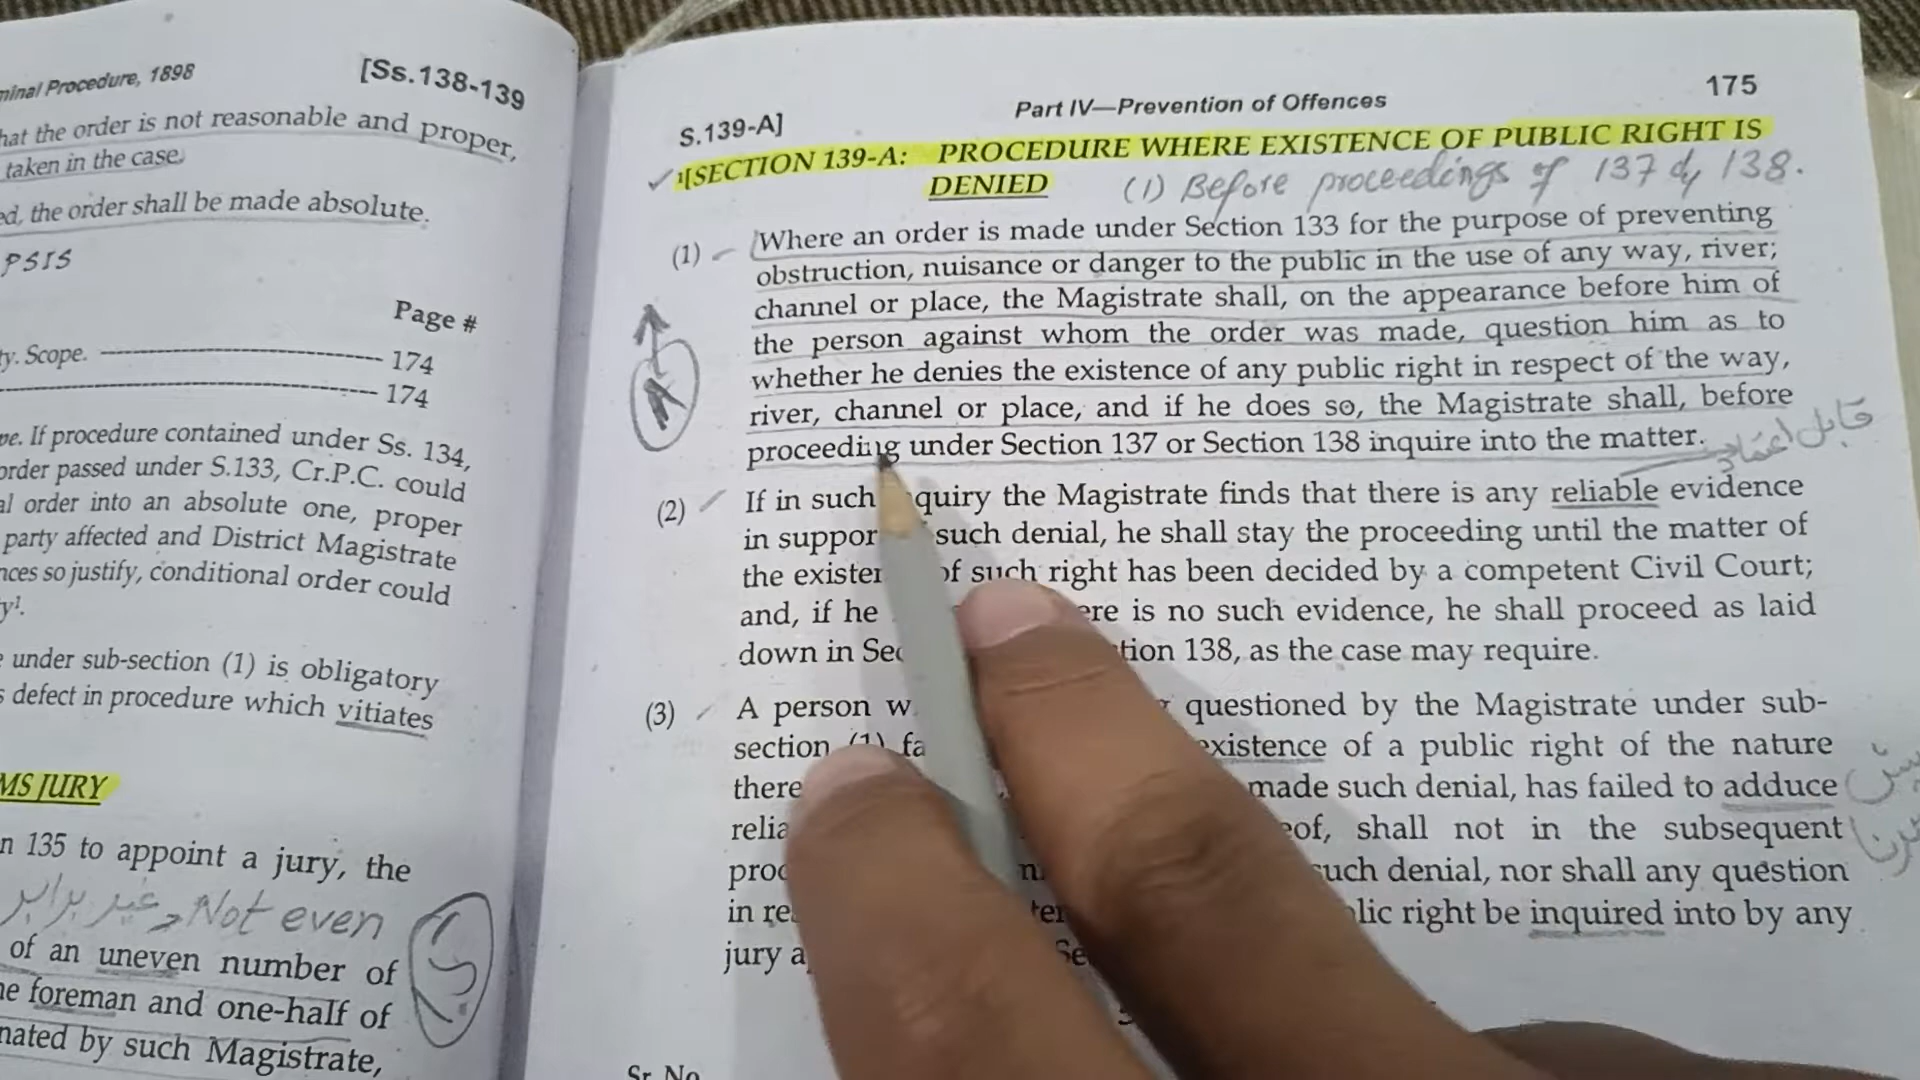 minal Procedure, 1898
[Ss.138-139
hat the order is not reasonable and proper,
taken in the case.
ed, the order shall be made absolute.
PSIS
Page #
ty. Scope. 174
174
pe. If procedure contained under Ss. 134,
order passed under S.133, Cr.P.C. could
al order into an absolute one, proper
party affected and District Magistrate
nces so justify, conditional order could
y¹.
under sub-section (1) is obligatory
defect in procedure which vitiates
MS JURY
n 135 to appoint a jury, the
غیر برابر Not even
of an uneven number of
he foreman and one-half of
nated by such Magistrate,
175
Part IV—Prevention of Offences
S.139-A]
¹[SECTION 139-A: PROCEDURE WHERE EXISTENCE OF PUBLIC RIGHT IS
DENIED (1) Before proceedings of 137 dy 138.
(1) Where an order is made under Section 133 for the purpose of preventing
obstruction, nuisance or danger to the public in the use of any way, river;
channel or place, the Magistrate shall, on the appearance before him of
the person against whom the order was made, question him as to
whether he denies the existence of any public right in respect of the way,
river, channel or place, and if he does so, the Magistrate shall, before
proceeding under Section 137 or Section 138 inquire into the matter.
قابل اعتماد
(2) If in such quiry the Magistrate finds that there is any reliable evidence
in suppor such denial, he shall stay the proceeding until the matter of
the existen of such right has been decided by a competent Civil Court;
and, if he ere is no such evidence, he shall proceed as laid
down in Sec tion 138, as the case may require.
(3) A person w questioned by the Magistrate under sub-
section (1) fa existence of a public right of the nature
there made such denial, has failed to adduce
relia eof, shall not in the subsequent
proc such denial, nor shall any question
in re lic right be inquired into by any
jury a Se
Sr. No